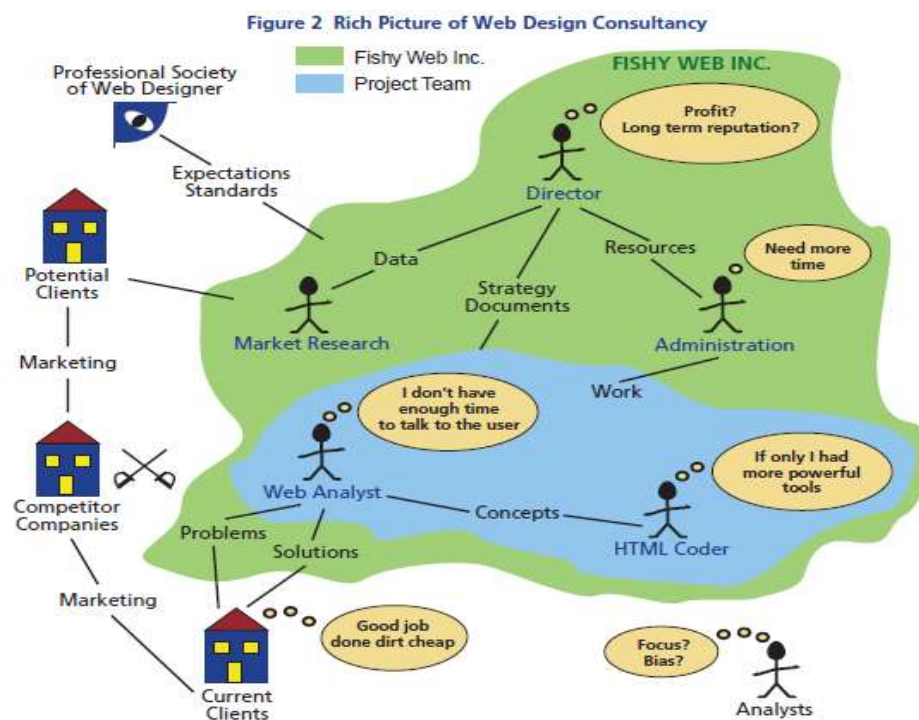 Figure 2 Rich Picture of Web Design Consultancy
Fishy Web Inc.
Project Team
FISHY WEB INC.
Professional Society
of Web Designer
Profit?
Long term reputation?
Expectations
Standards
Director
Data
Resources
Need more
time
Potential
Clients
Strategy
Documents
Market Research
Administration
Marketing
Work
I don't have
enough time
to talk to the user
If only I had
more powerful
tools
Competitor
Companies
Web Analyst
Concepts
HTML Coder
Problems
Solutions
Marketing
Good job
done dirt cheap
Focus?
Bias?
Current
Clients
Analysts